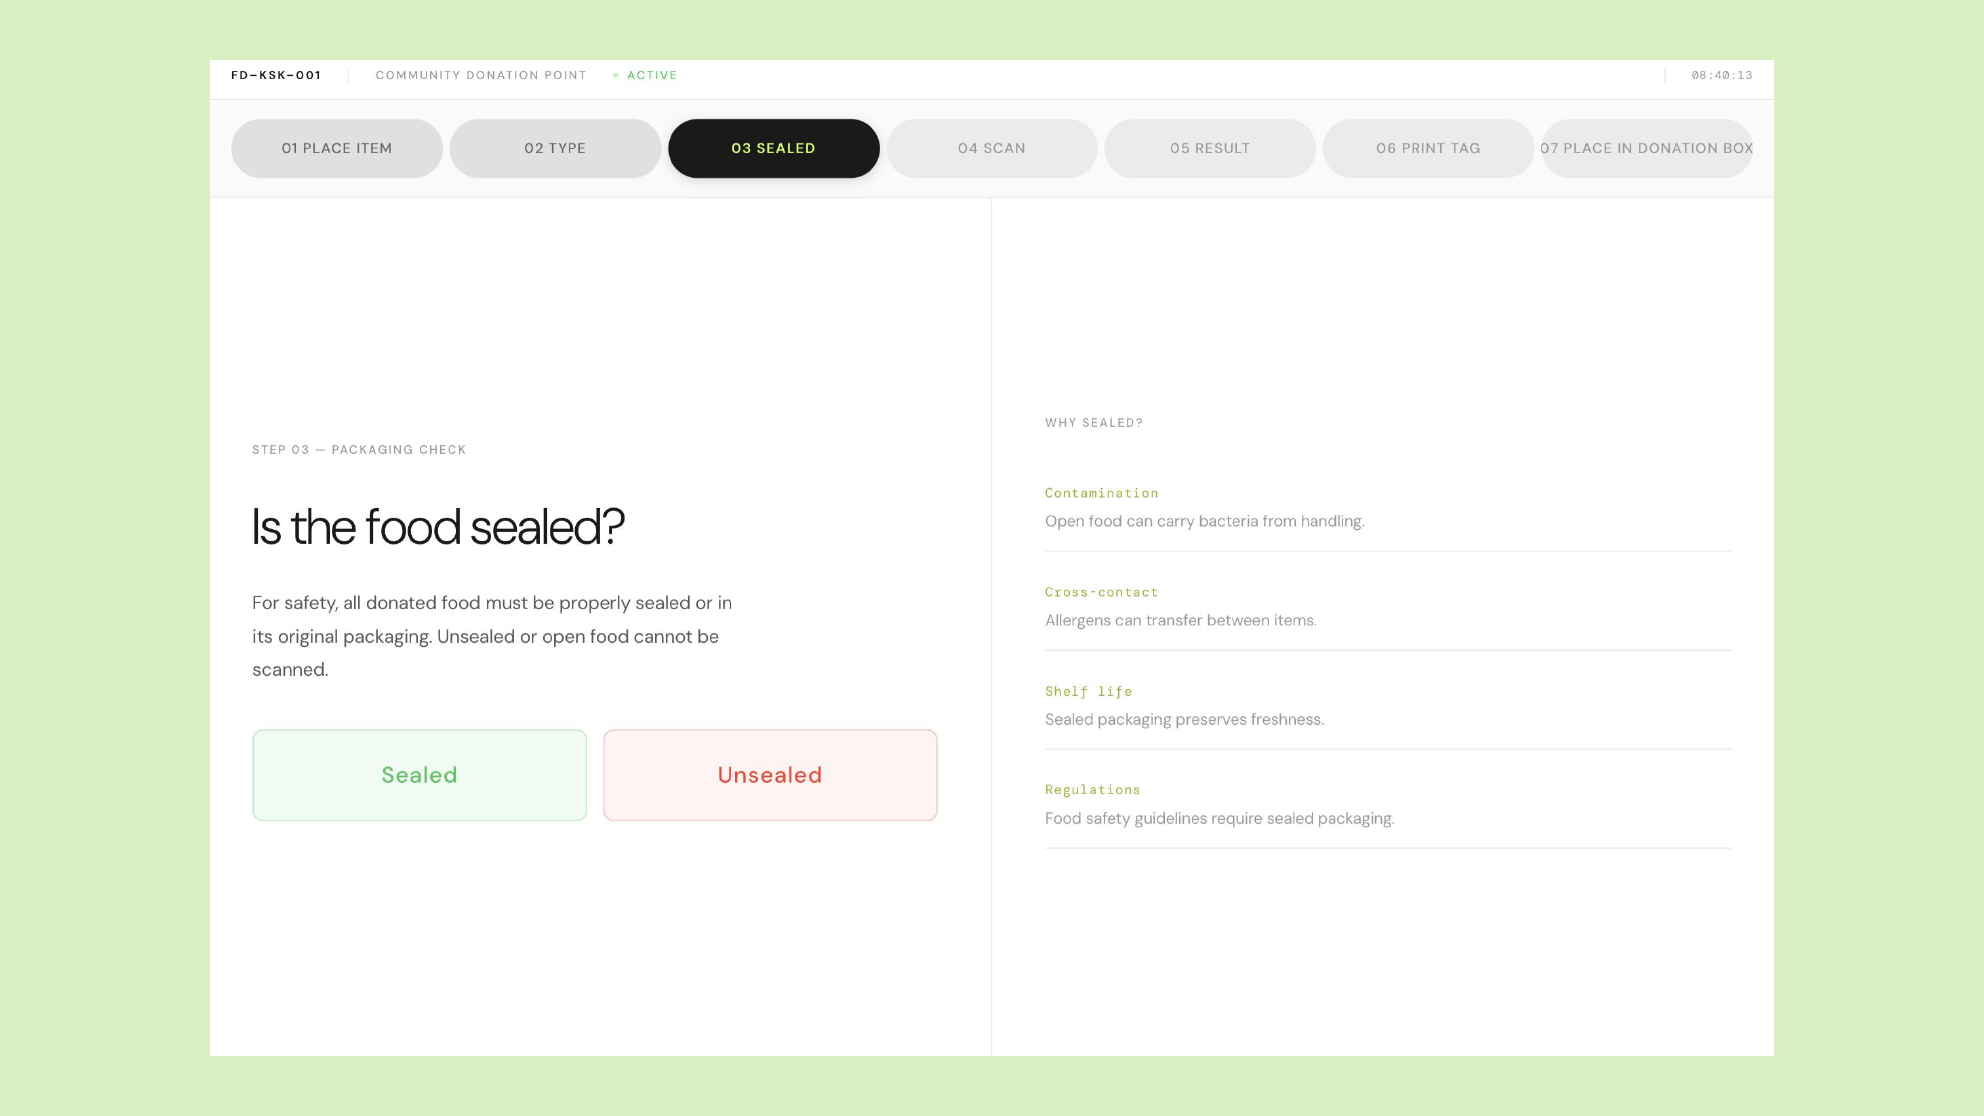 FD-KSK-001
COMMUNITY DONATION POINT
ACTIVE
08:40:13
01 PLACE ITEM
02 TYPE
03 SEALED
04 SCAN
05 RESULT
06 PRINT TAG
07 PLACE IN DONATION BOX
STEP 03 — PACKAGING CHECK
Is the food sealed?
For safety, all donated food must be properly sealed or in
its original packaging. Unsealed or open food cannot be
scanned.
Sealed
Unsealed
WHY SEALED?
Contamination
Open food can carry bacteria from handling.
Cross-contact
Allergens can transfer between items.
Shelf life
Sealed packaging preserves freshness.
Regulations
Food safety guidelines require sealed packaging.